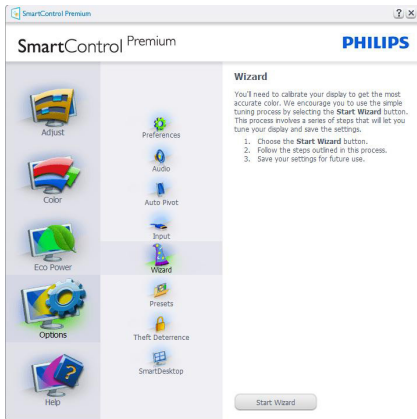 SmartControl Premium
SmartControl Premium
PHILIPS
Adjust
Color
Eco Power
Options
Help
Preferences
Audio
Auto Pivot
Input
Wizard
Presets
Theft Deterrence
SmartDesktop
Wizard
You'll need to calibrate your display to get the most
accurate color. We encourage you to use the simple
tuning process by selecting the Start Wizard button.
This process involves a series of steps that will let you
tune your display and save the settings.
1. Choose the Start Wizard button.
2. Follow the steps outlined in this process.
3. Save your settings for future use.
Start Wizard